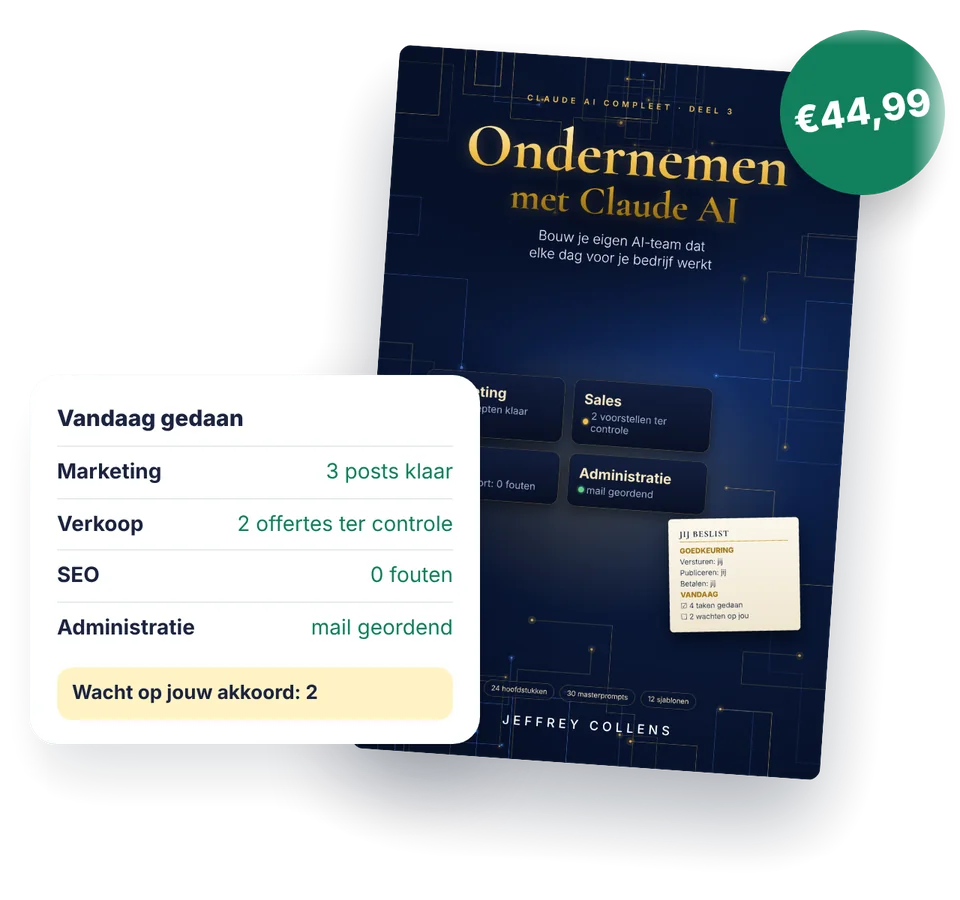 €44,99
CLAUDE AI COMPLEET · DEEL 3
Ondernemen
met Claude AI
Bouw je eigen AI-team dat
elke dag voor je bedrijf werkt
Vandaag gedaan
Marketing 3 posts klaar
Verkoop 2 offertes ter controle
SEO 0 fouten
Administratie mail geordend
Wacht op jouw akkoord: 2
klaar
Sales
2 voorstellen ter
controle
0 fouten
Administratie
mail geordend
JIJ BESLIST
GOEDKEURING
Versturen: jij
Publiceren: jij
Betalen: jij
VANDAAG
☑ 4 taken gedaan
☐ 2 wachten op jou
24 hoofdstukken
30 masterprompts
12 sjablonen
JEFFREY COLLENS